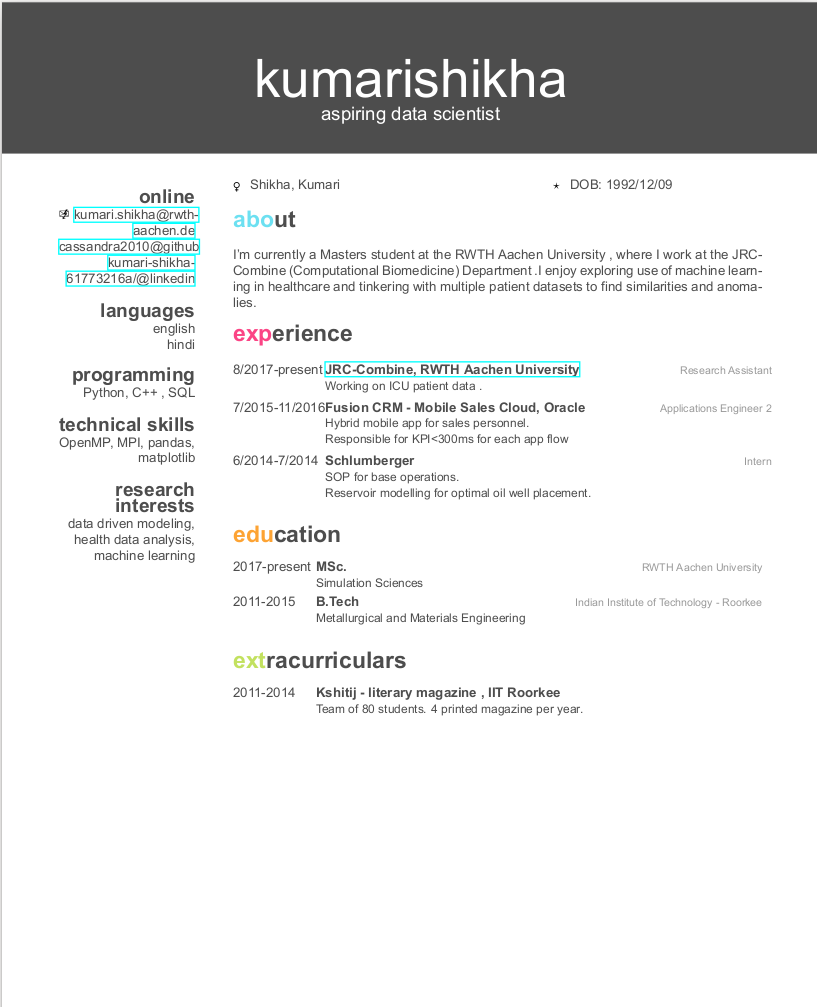 kumarishikha
aspiring data scientist
online
kumari.shikha@rwth-
aachen.de
cassandra2010@github
kumari-shikha-
61773216a/@linkedin
languages
english
hindi
programming
Python, C++ , SQL
technical skills
OpenMP, MPI, pandas,
matplotlib
research
interests
data driven modeling,
health data analysis,
machine learning
♀ Shikha, Kumari ⋆ DOB: 1992/12/09
about
I'm currently a Masters student at the RWTH Aachen University , where I work at the JRC-
Combine (Computational Biomedicine) Department .I enjoy exploring use of machine learn-
ing in healthcare and tinkering with multiple patient datasets to find similarities and anoma-
lies.
experience
8/2017-present JRC-Combine, RWTH Aachen University Research Assistant
Working on ICU patient data .
7/2015-11/2016 Fusion CRM - Mobile Sales Cloud, Oracle Applications Engineer 2
Hybrid mobile app for sales personnel.
Responsible for KPI<300ms for each app flow
6/2014-7/2014 Schlumberger Intern
SOP for base operations.
Reservoir modelling for optimal oil well placement.
education
2017-present MSc. RWTH Aachen University
Simulation Sciences
2011-2015 B.Tech Indian Institute of Technology - Roorkee
Metallurgical and Materials Engineering
extracurriculars
2011-2014 Kshitij - literary magazine , IIT Roorkee
Team of 80 students. 4 printed magazine per year.